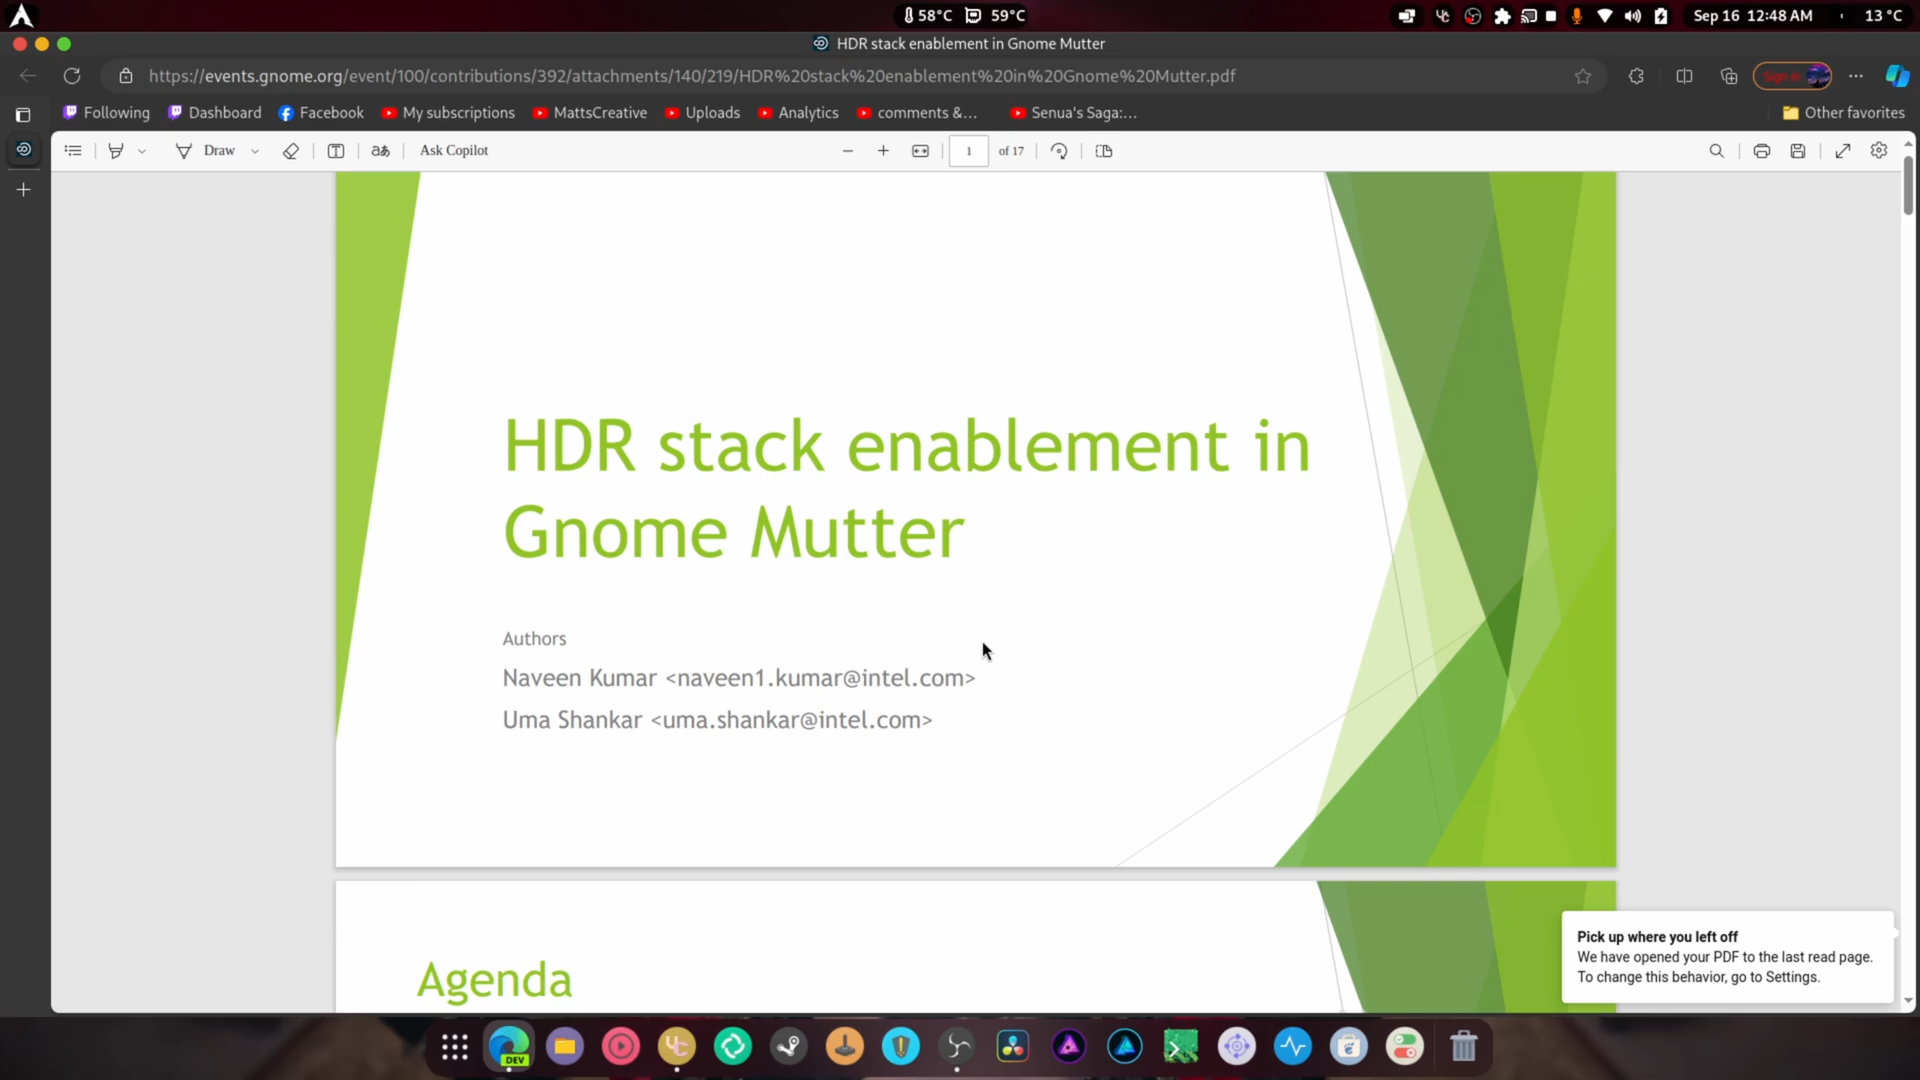 58°C 59°C
Sep 16 12:48 AM
13 °C
HDR stack enablement in Gnome Mutter
https://events.gnome.org/event/100/contributions/392/attachments/140/219/HDR%20stack%20enablement%20in%20Gnome%20Mutter.pdf
Sign in
Following Dashboard Facebook My subscriptions MattsCreative Uploads Analytics comments &... Senua's Saga:... Other favorites
Draw aあ Ask Copilot 1 of 17
HDR stack enablement in
Gnome Mutter
Authors
Naveen Kumar <naveen1.kumar@intel.com>
Uma Shankar <uma.shankar@intel.com>
Agenda
Pick up where you left off
We have opened your PDF to the last read page.
To change this behavior, go to Settings.
DEV